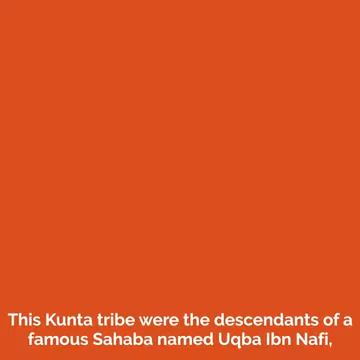 This Kunta tribe were the descendants of a
famous Sahaba named Uqba Ibn Nafi,